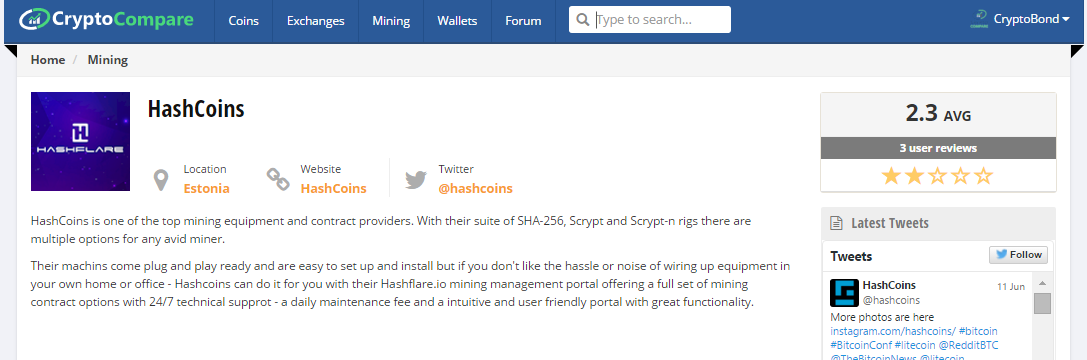 CryptoCompare
Coins
Exchanges
Mining
Wallets
Forum
Type to search...
CryptoBond
Home / Mining
HASHFLARE
HashCoins
Location
Estonia
Website
HashCoins
Twitter
@hashcoins
HashCoins is one of the top mining equipment and contract providers. With their suite of SHA-256, Scrypt and Scrypt-n rigs there are
multiple options for any avid miner.
Their machins come plug and play ready and are easy to set up and install but if you don't like the hassle or noise of wiring up equipment in
your own home or office - Hashcoins can do it for you with their Hashflare.io mining management portal offering a full set of mining
contract options with 24/7 technical supprot - a daily maintenance fee and a intuitive and user friendly portal with great functionality.
2.3 AVG
3 user reviews
Latest Tweets
Tweets
Follow
HashCoins
11 Jun
@hashcoins
More photos are here
instagram.com/hashcoins/ #bitcoin
#BitcoinConf #litecoin @RedditBTC
@TheBitcoinNews @litecoin